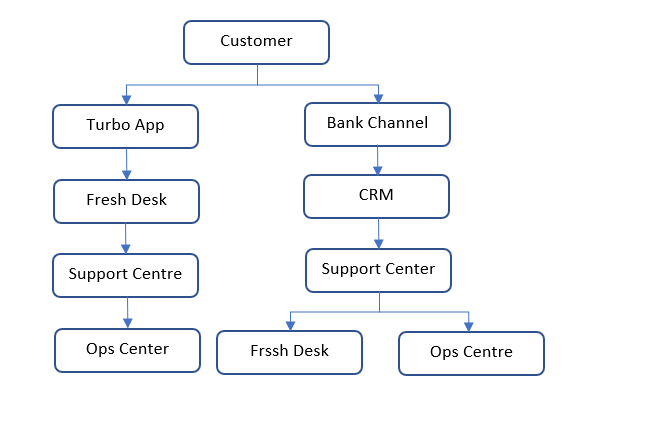 Customer
Turbo App
Bank Channel
Fresh Desk
CRM
Support Centre
Support Center
Ops Center
Frssh Desk
Ops Centre